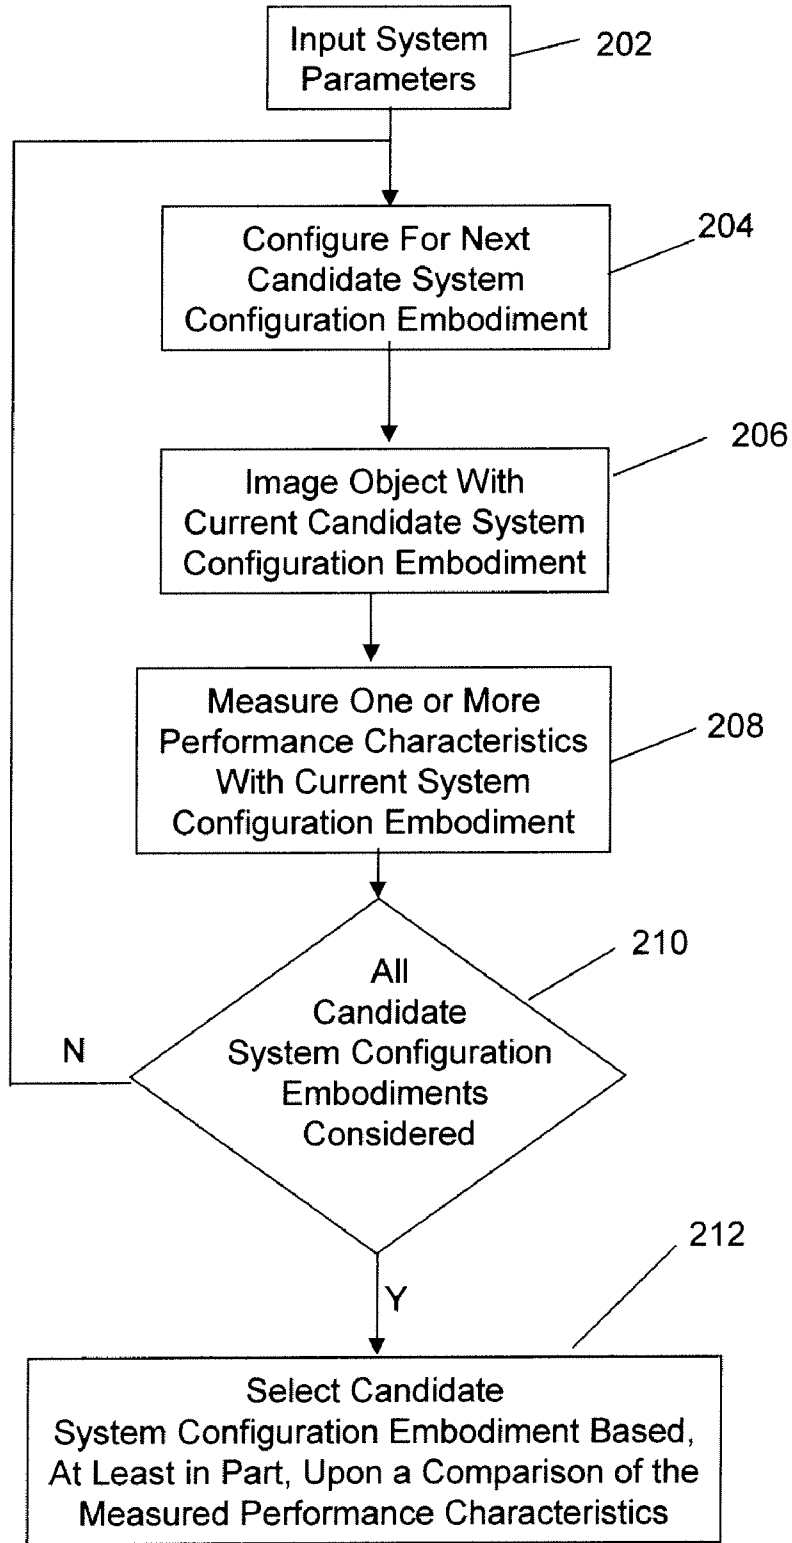 Input System
Parameters
202
Configure For Next
Candidate System
Configuration Embodiment
204
Image Object With
Current Candidate System
Configuration Embodiment
206
Measure One or More
Performance Characteristics
With Current System
Configuration Embodiment
208
All
Candidate
System Configuration
Embodiments
Considered
210
N
Y
212
Select Candidate
System Configuration Embodiment Based,
At Least in Part, Upon a Comparison of the
Measured Performance Characteristics